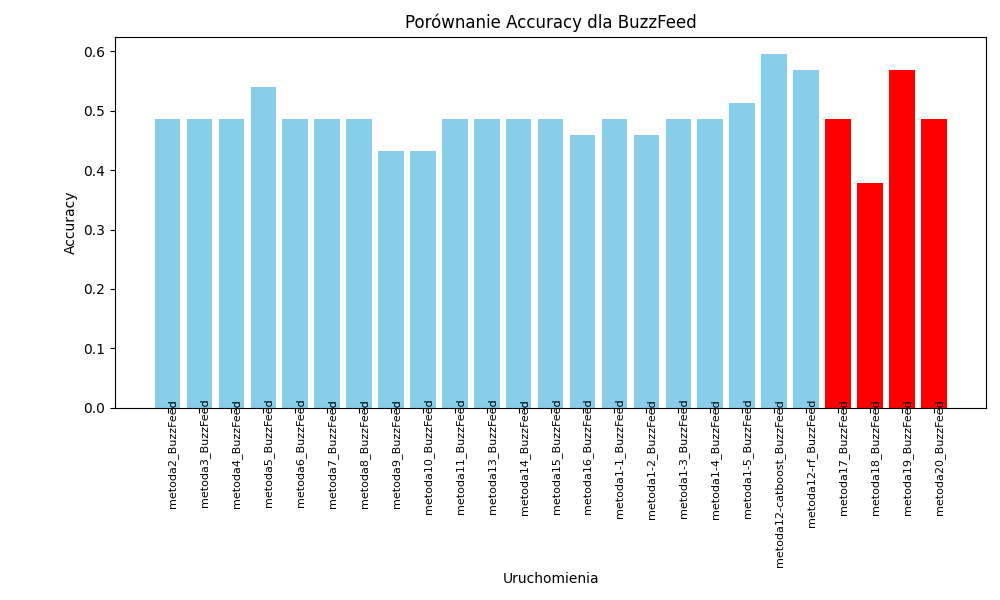 Porównanie Accuracy dla BuzzFeed
Accuracy
0.6
0.5
0.4
0.3
0.2
0.1
0.0
metoda2_BuzzFeed
metoda3_BuzzFeed
metoda4_BuzzFeed
metoda5_BuzzFeed
metoda6_BuzzFeed
metoda7_BuzzFeed
metoda8_BuzzFeed
metoda9_BuzzFeed
metoda10_BuzzFeed
metoda11_BuzzFeed
metoda13_BuzzFeed
metoda14_BuzzFeed
metoda15_BuzzFeed
metoda16_BuzzFeed
metoda1-1_BuzzFeed
metoda1-2_BuzzFeed
metoda1-3_BuzzFeed
metoda1-4_BuzzFeed
metoda1-5_BuzzFeed
metoda12-catboost_BuzzFeed
metoda12-rf_BuzzFeed
metoda17_BuzzFeed
metoda18_BuzzFeed
metoda19_BuzzFeed
metoda20_BuzzFeed
Uruchomienia